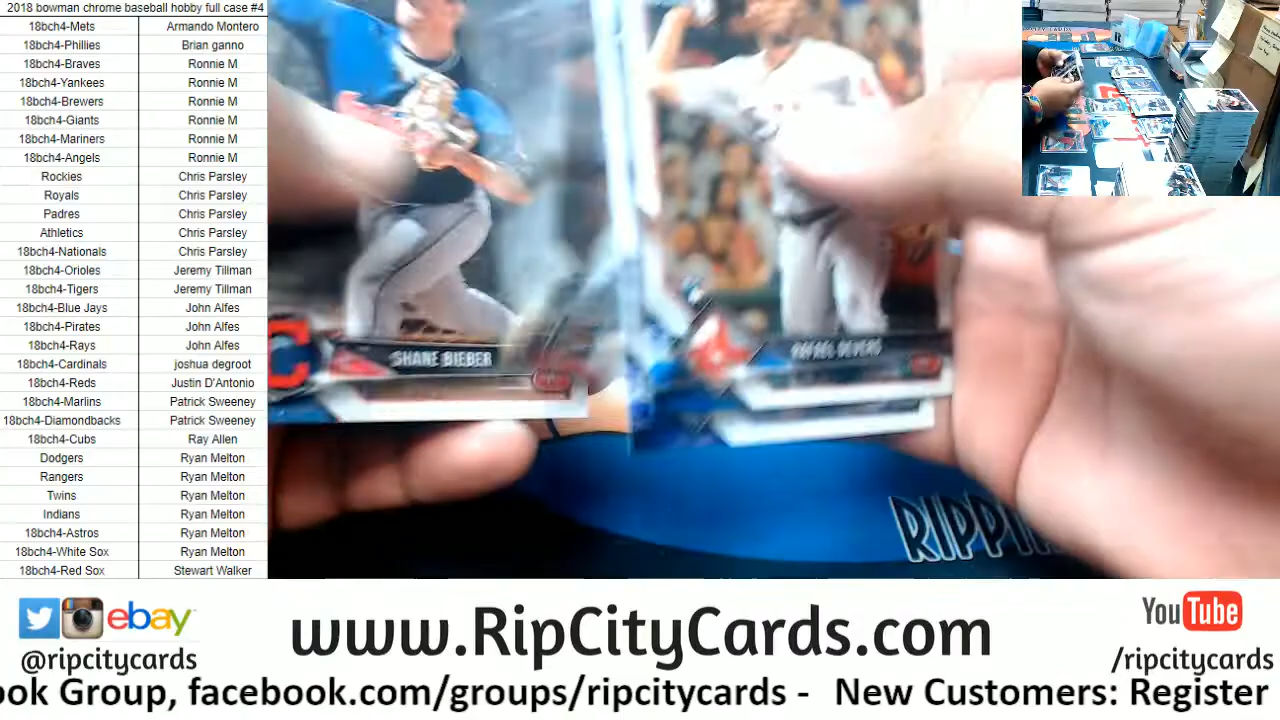 2018 bowman chrome baseball hobby full case #4
18bch4-Mets Armando Montero
18bch4-Phillies Brian ganno
18bch4-Braves Ronnie M
18bch4-Yankees Ronnie M
18bch4-Brewers Ronnie M
18bch4-Giants Ronnie M
18bch4-Mariners Ronnie M
18bch4-Angels Ronnie M
Rockies Chris Parsley
Royals Chris Parsley
Padres Chris Parsley
Athletics Chris Parsley
18bch4-Nationals Chris Parsley
18bch4-Orioles Jeremy Tillman
18bch4-Tigers Jeremy Tillman
18bch4-Blue Jays John Alfes
18bch4-Pirates John Alfes
18bch4-Rays John Alfes
18bch4-Cardinals joshua degroot
18bch4-Reds Justin D'Antonio
18bch4-Marlins Patrick Sweeney
18bch4-Diamondbacks Patrick Sweeney
18bch4-Cubs Ray Allen
Dodgers Ryan Melton
Rangers Ryan Melton
Twins Ryan Melton
Indians Ryan Melton
18bch4-Astros Ryan Melton
18bch4-White Sox Ryan Melton
18bch4-Red Sox Stewart Walker
SHANE BIEBER
RAFAEL DEVERS
RIPPIN
ebay
@ripcitycards
www.RipCityCards.com
YouTube
/ripcitycards
ook Group, facebook.com/groups/ripcitycards - New Customers: Register